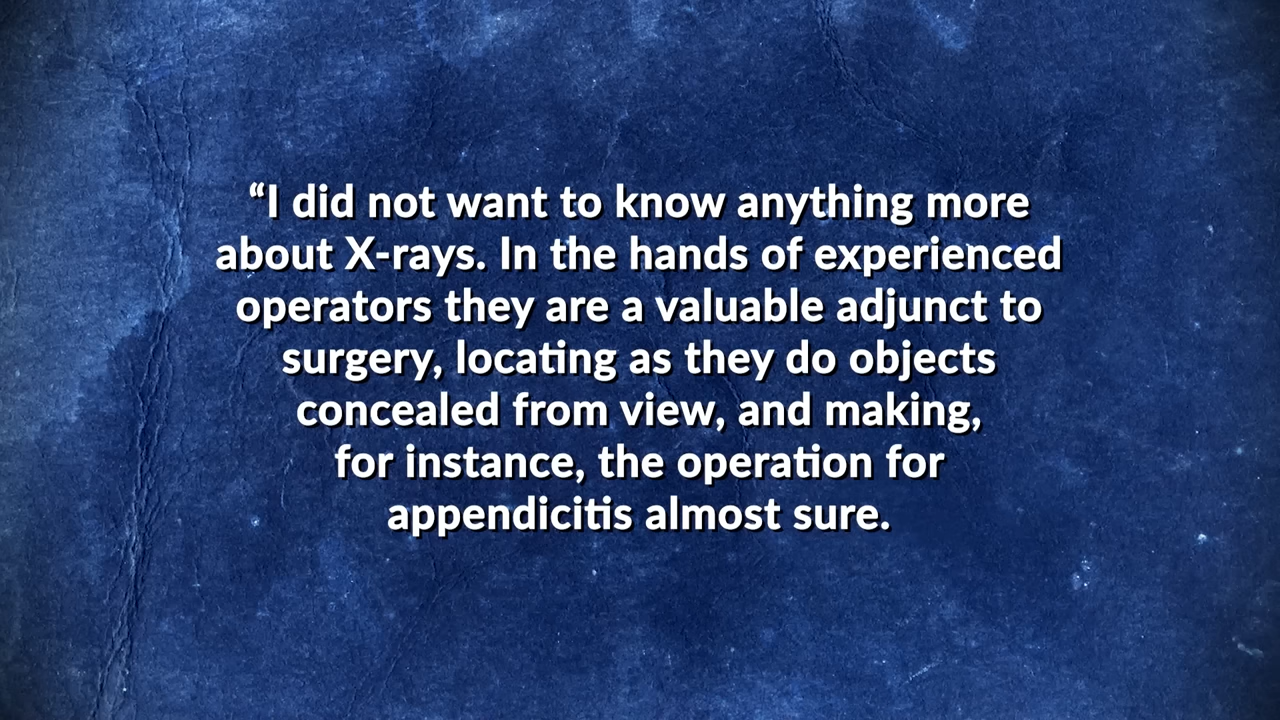 “I did not want to know anything more
about X-rays. In the hands of experienced
operators they are a valuable adjunct to
surgery, locating as they do objects
concealed from view, and making,
for instance, the operation for
appendicitis almost sure.